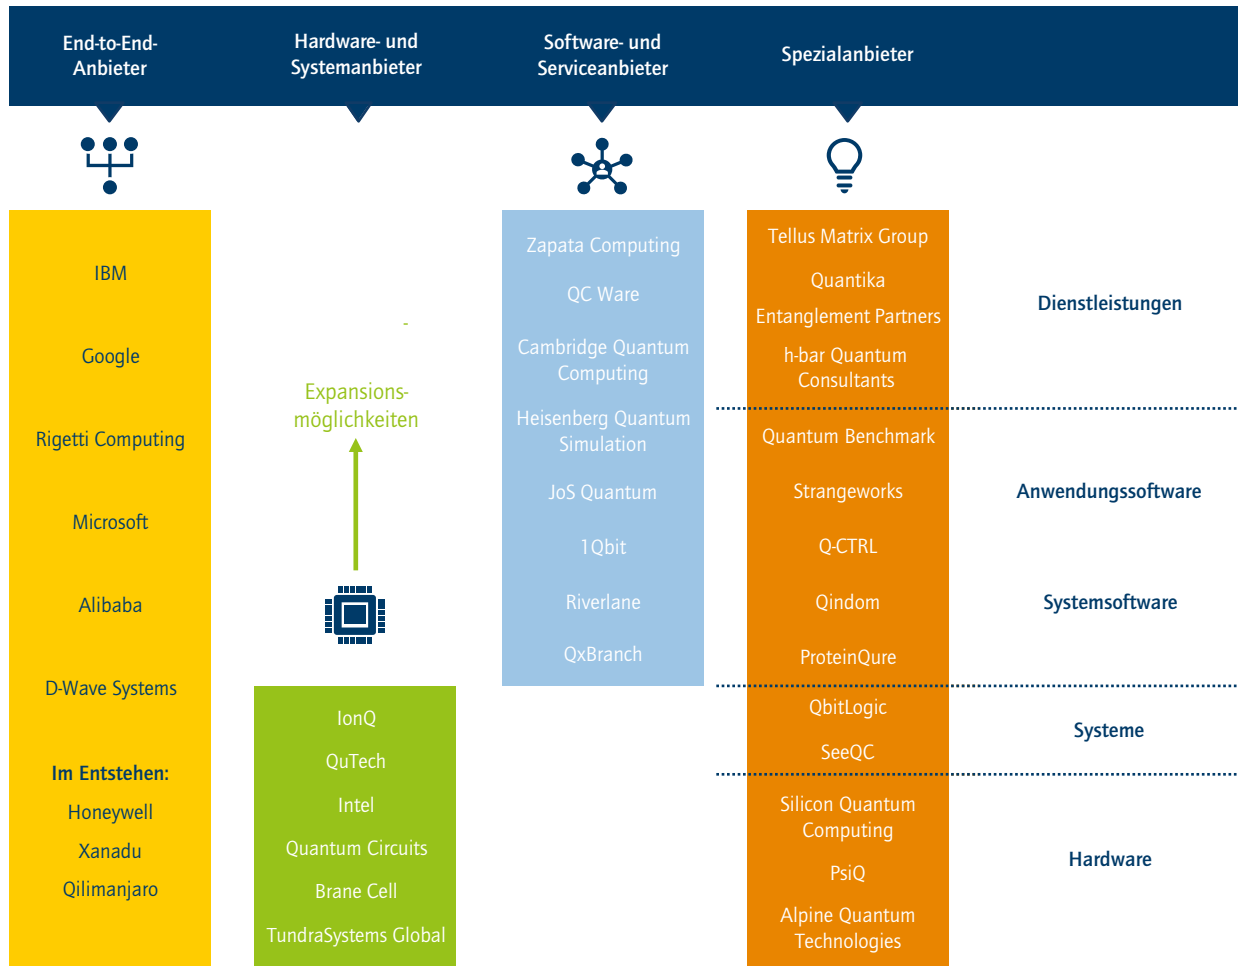 End-to-End-
Anbieter
Hardware- und
Systemanbieter
Software- und
Serviceanbieter
Spezialanbieter
IBM
Google
Rigetti Computing
Microsoft
Alibaba
D-Wave Systems
Im Entstehen:
Honeywell
Xanadu
Qilimanjaro
-
Expansions-
möglichkeiten
IonQ
QuTech
Intel
Quantum Circuits
Brane Cell
TundraSystems Global
Zapata Computing
QC Ware
Cambridge Quantum
Computing
Heisenberg Quantum
Simulation
JoS Quantum
1Qbit
Riverlane
QxBranch
Tellus Matrix Group
Quantika
Entanglement Partners
h-bar Quantum
Consultants
Quantum Benchmark
Strangeworks
Q-CTRL
Qindom
ProteinQure
QbitLogic
SeeQC
Silicon Quantum
Computing
PsiQ
Alpine Quantum
Technologies
Dienstleistungen
Anwendungssoftware
Systemsoftware
Systeme
Hardware